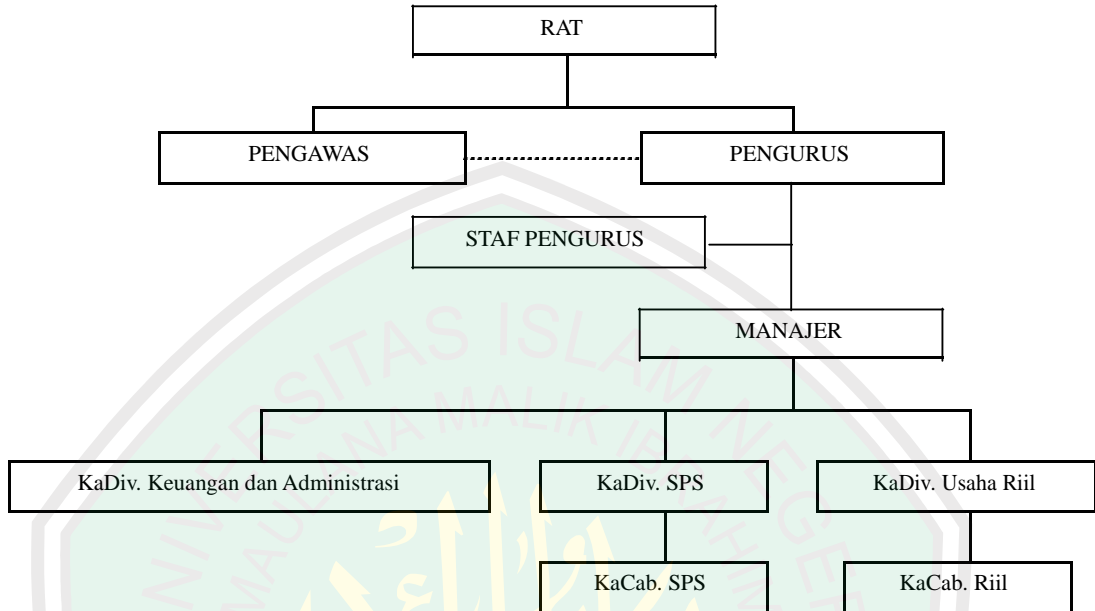 RAT
PENGAWAS
PENGURUS
STAF PENGURUS
MANAJER
KaDiv. Keuangan dan Administrasi
KaDiv. SPS
KaDiv. Usaha Riil
KaCab. SPS
KaCab. Riil